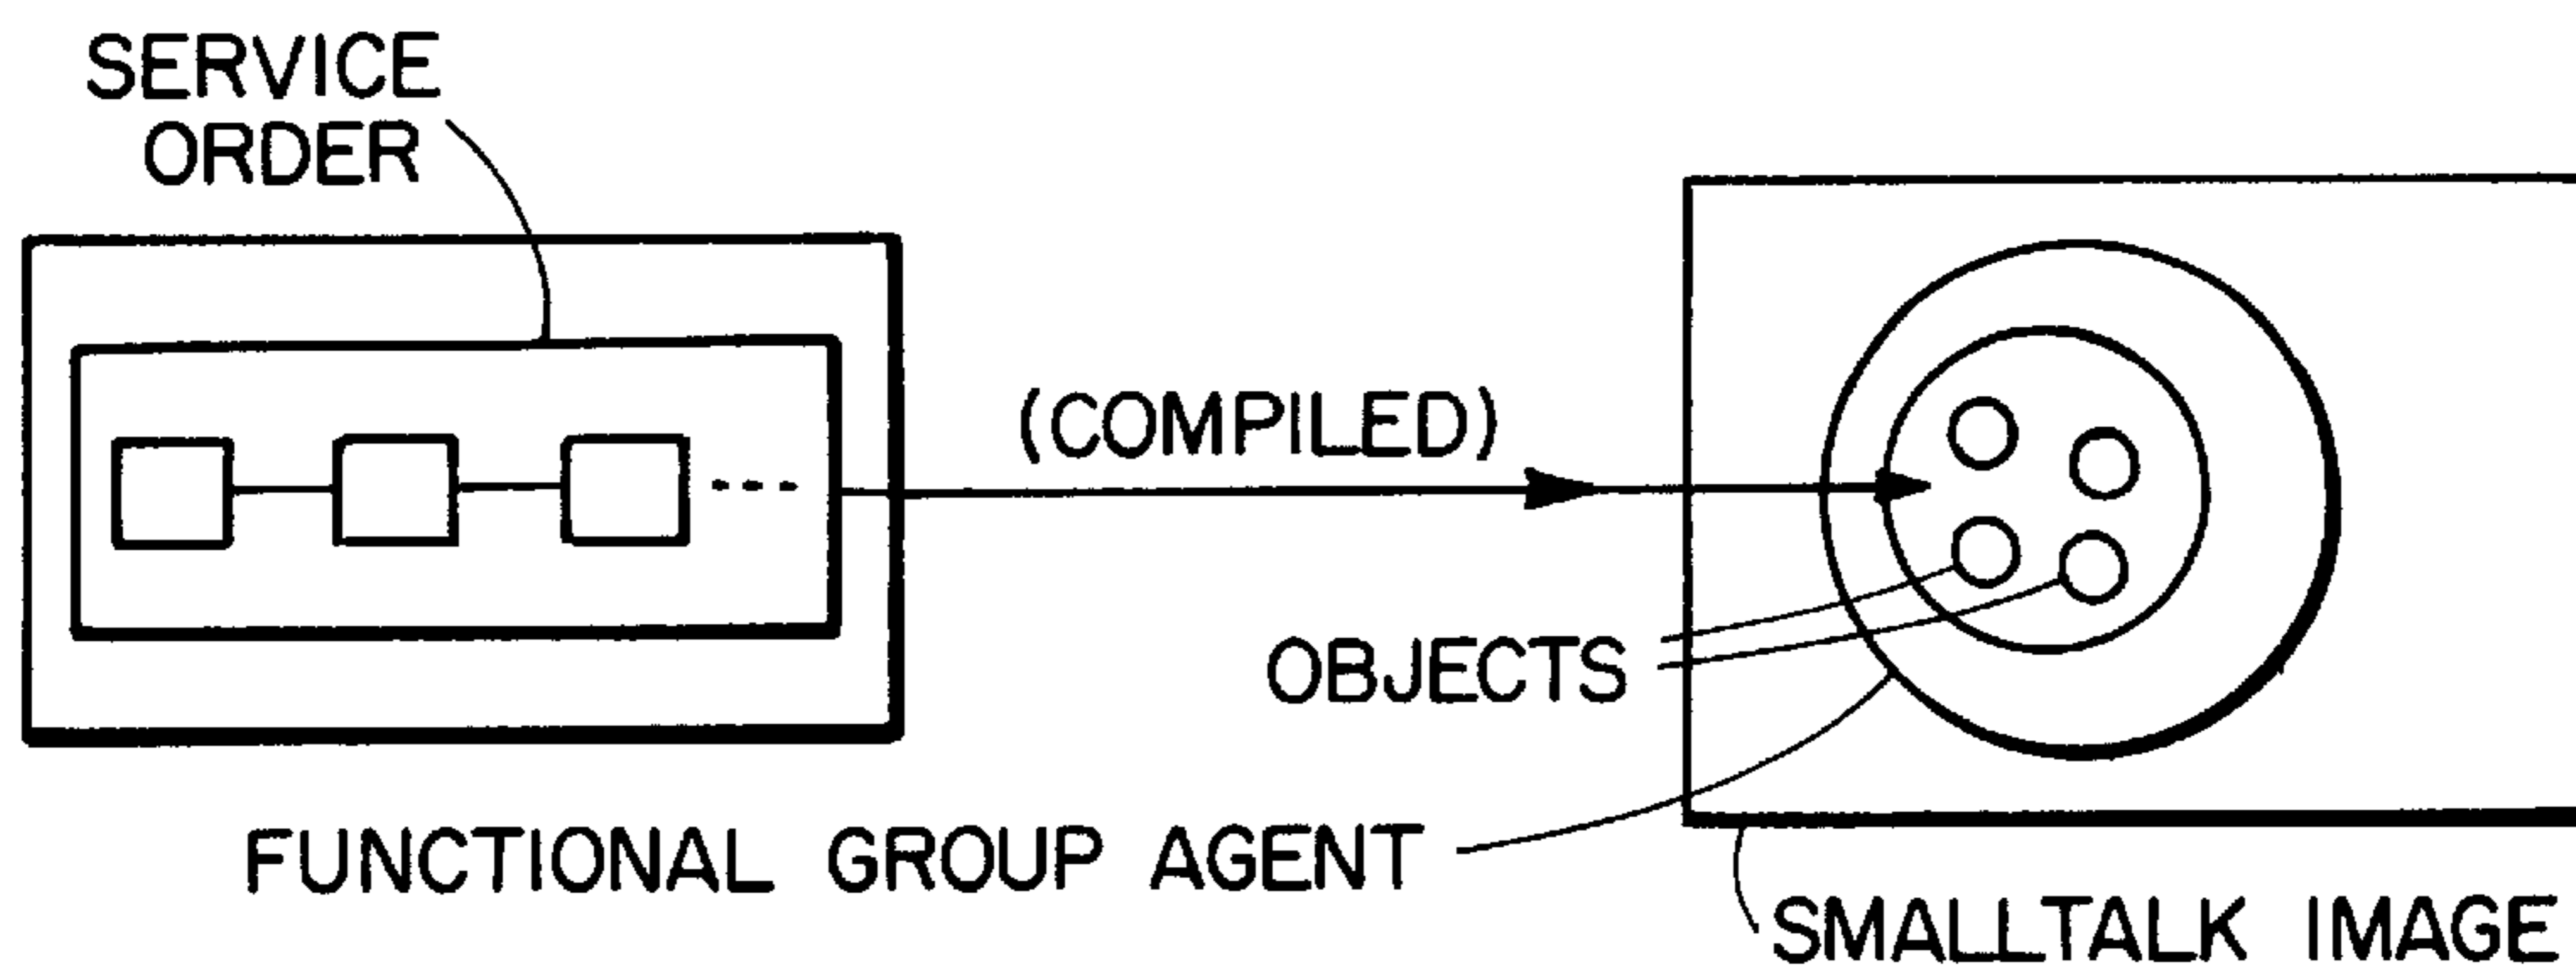 SERVICE
ORDER
(COMPILED)
OBJECTS
FUNCTIONAL GROUP AGENT
SMALLTALK IMAGE